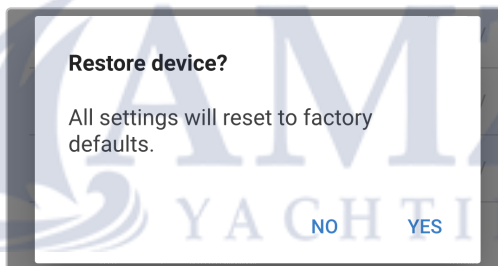 Restore device?
All settings will reset to factory
defaults.
NO YES